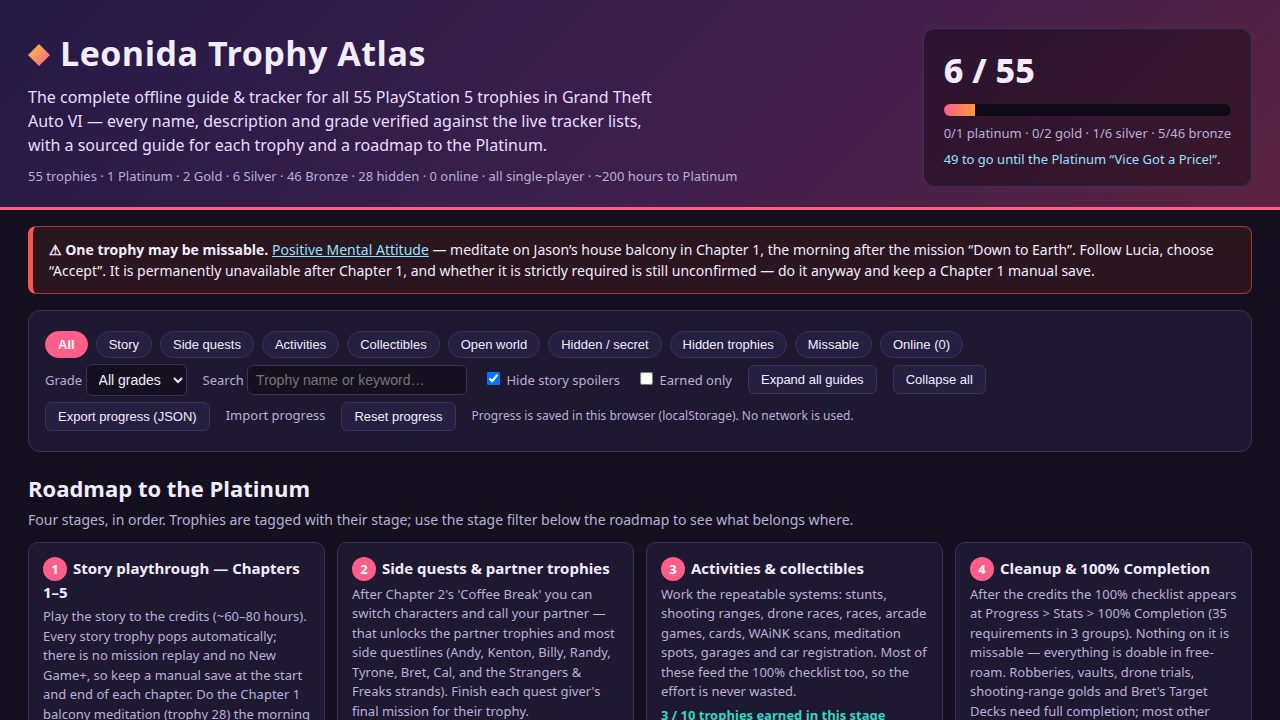 Leonida Trophy Atlas
The complete offline guide & tracker for all 55 PlayStation 5 trophies in Grand Theft
Auto VI — every name, description and grade verified against the live tracker lists,
with a sourced guide for each trophy and a roadmap to the Platinum.
55 trophies · 1 Platinum · 2 Gold · 6 Silver · 46 Bronze · 28 hidden · 0 online · all single-player · ~200 hours to Platinum
6 / 55
0/1 platinum · 0/2 gold · 1/6 silver · 5/46 bronze
49 to go until the Platinum “Vice Got a Price!”.
⚠ One trophy may be missable. Positive Mental Attitude — meditate on Jason’s house balcony in Chapter 1, the morning after the mission “Down to Earth”. Follow Lucia, choose
“Accept”. It is permanently unavailable after Chapter 1, and whether it is strictly required is still unconfirmed — do it anyway and keep a Chapter 1 manual save.
All Story Side quests Activities Collectibles Open world Hidden / secret Hidden trophies Missable Online (0)
Grade All grades Search Trophy name or keyword… Hide story spoilers Earned only Expand all guides Collapse all
Export progress (JSON) Import progress Reset progress Progress is saved in this browser (localStorage). No network is used.
Roadmap to the Platinum
Four stages, in order. Trophies are tagged with their stage; use the stage filter below the roadmap to see what belongs where.
1 Story playthrough — Chapters
1–5
Play the story to the credits (~60–80 hours).
Every story trophy pops automatically;
there is no mission replay and no New
Game+, so keep a manual save at the start
and end of each chapter. Do the Chapter 1
balcony meditation (trophy 28) the morning
2 Side quests & partner trophies
After Chapter 2's 'Coffee Break' you can
switch characters and call your partner —
that unlocks the partner trophies and most
side questlines (Andy, Kenton, Billy, Randy,
Tyrone, Bret, Cal, and the Strangers &
Freaks strands). Finish each quest giver's
final mission for their trophy.
3 Activities & collectibles
Work the repeatable systems: stunts,
shooting ranges, drone races, races, arcade
games, cards, WAiNK scans, meditation
spots, garages and car registration. Most of
these feed the 100% checklist too, so the
effort is never wasted.
3 / 10 trophies earned in this stage
4 Cleanup & 100% Completion
After the credits the 100% checklist appears
at Progress > Stats > 100% Completion (35
requirements in 3 groups). Nothing on it is
missable — everything is doable in free-
roam. Robberies, vaults, drone trials,
shooting-range golds and Bret's Target
Decks need full completion; most other